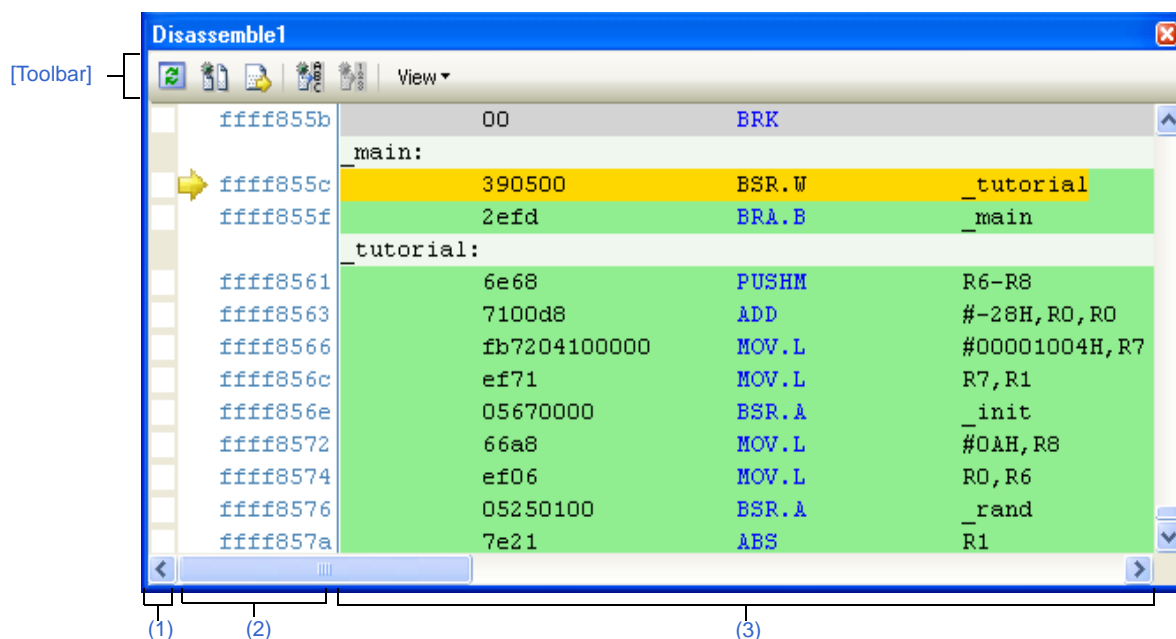 Disassemble1
[Toolbar]
View
ffff855b 00 BRK
_main:
ffff855c 390500 BSR.W _tutorial
ffff855f 2efd BRA.B _main
_tutorial:
ffff8561 6e68 PUSHM R6-R8
ffff8563 7100d8 ADD #-28H,R0,R0
ffff8566 fb7204100000 MOV.L #00001004H,R7
ffff856c ef71 MOV.L R7,R1
ffff856e 05670000 BSR.A _init
ffff8572 66a8 MOV.L #0AH,R8
ffff8574 ef06 MOV.L R0,R6
ffff8576 05250100 BSR.A _rand
ffff857a 7e21 ABS R1
(1) (2) (3)